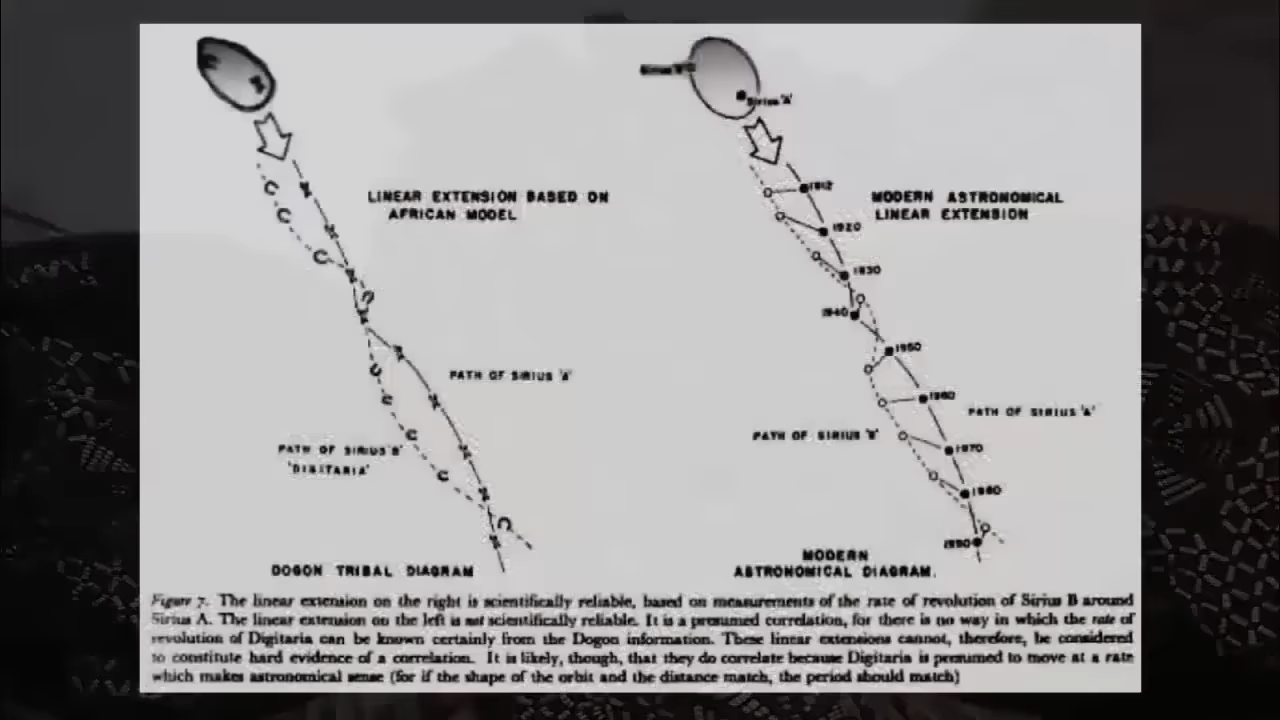 Sirius 'B'
Sirius 'A'
LINEAR EXTENSION BASED ON
AFRICAN MODEL
MODERN ASTRONOMICAL
LINEAR EXTENSION
1912
1920
1930
1940
1950
1960
1970
1980
1990
PATH OF SIRIUS 'A'
PATH OF SIRIUS 'B'
'DIGITARIA'
PATH OF SIRIUS 'A'
PATH OF SIRIUS 'B'
DOGON TRIBAL DIAGRAM
MODERN
ASTRONOMICAL DIAGRAM.
Figure 7. The linear extension on the right is scientifically reliable, based on measurements of the rate of revolution of Sirius B around
Sirius A. The linear extension on the left is not scientifically reliable. It is a presumed correlation, for there is no way in which the rate of
revolution of Digitaria can be known certainly from the Dogon information. These linear extensions cannot, therefore, be considered
to constitute hard evidence of a correlation. It is likely, though, that they do correlate because Digitaria is presumed to move at a rate
which makes astronomical sense (for if the shape of the orbit and the distance match, the period should match)